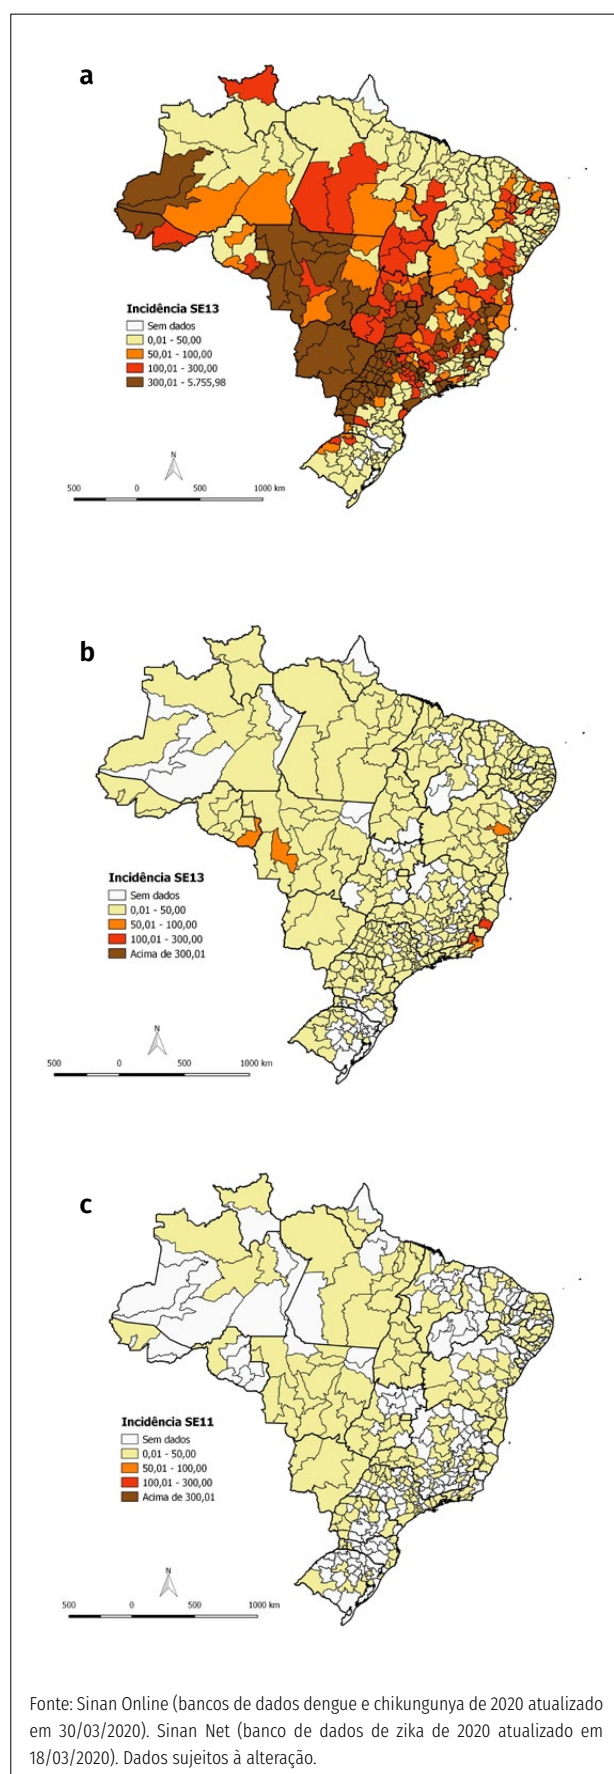 a
Incidência SE13
Sem dados
0,01 - 50,00
50,01 - 100,00
100,01 - 300,00
300,01 - 5.755,98
N
500 0 500 1000 km
b
Incidência SE13
Sem dados
0,01 - 50,00
50,01 - 100,00
100,01 - 300,00
Acima de 300,01
N
500 0 500 1000 km
c
Incidência SE11
Sem dados
0,01 - 50,00
50,01 - 100,00
100,01 - 300,00
Acima de 300,01
N
500 0 500 1000 km
Fonte: Sinan Online (bancos de dados dengue e chikungunya de 2020 atualizado
em 30/03/2020). Sinan Net (banco de dados de zika de 2020 atualizado em
18/03/2020). Dados sujeitos à alteração.